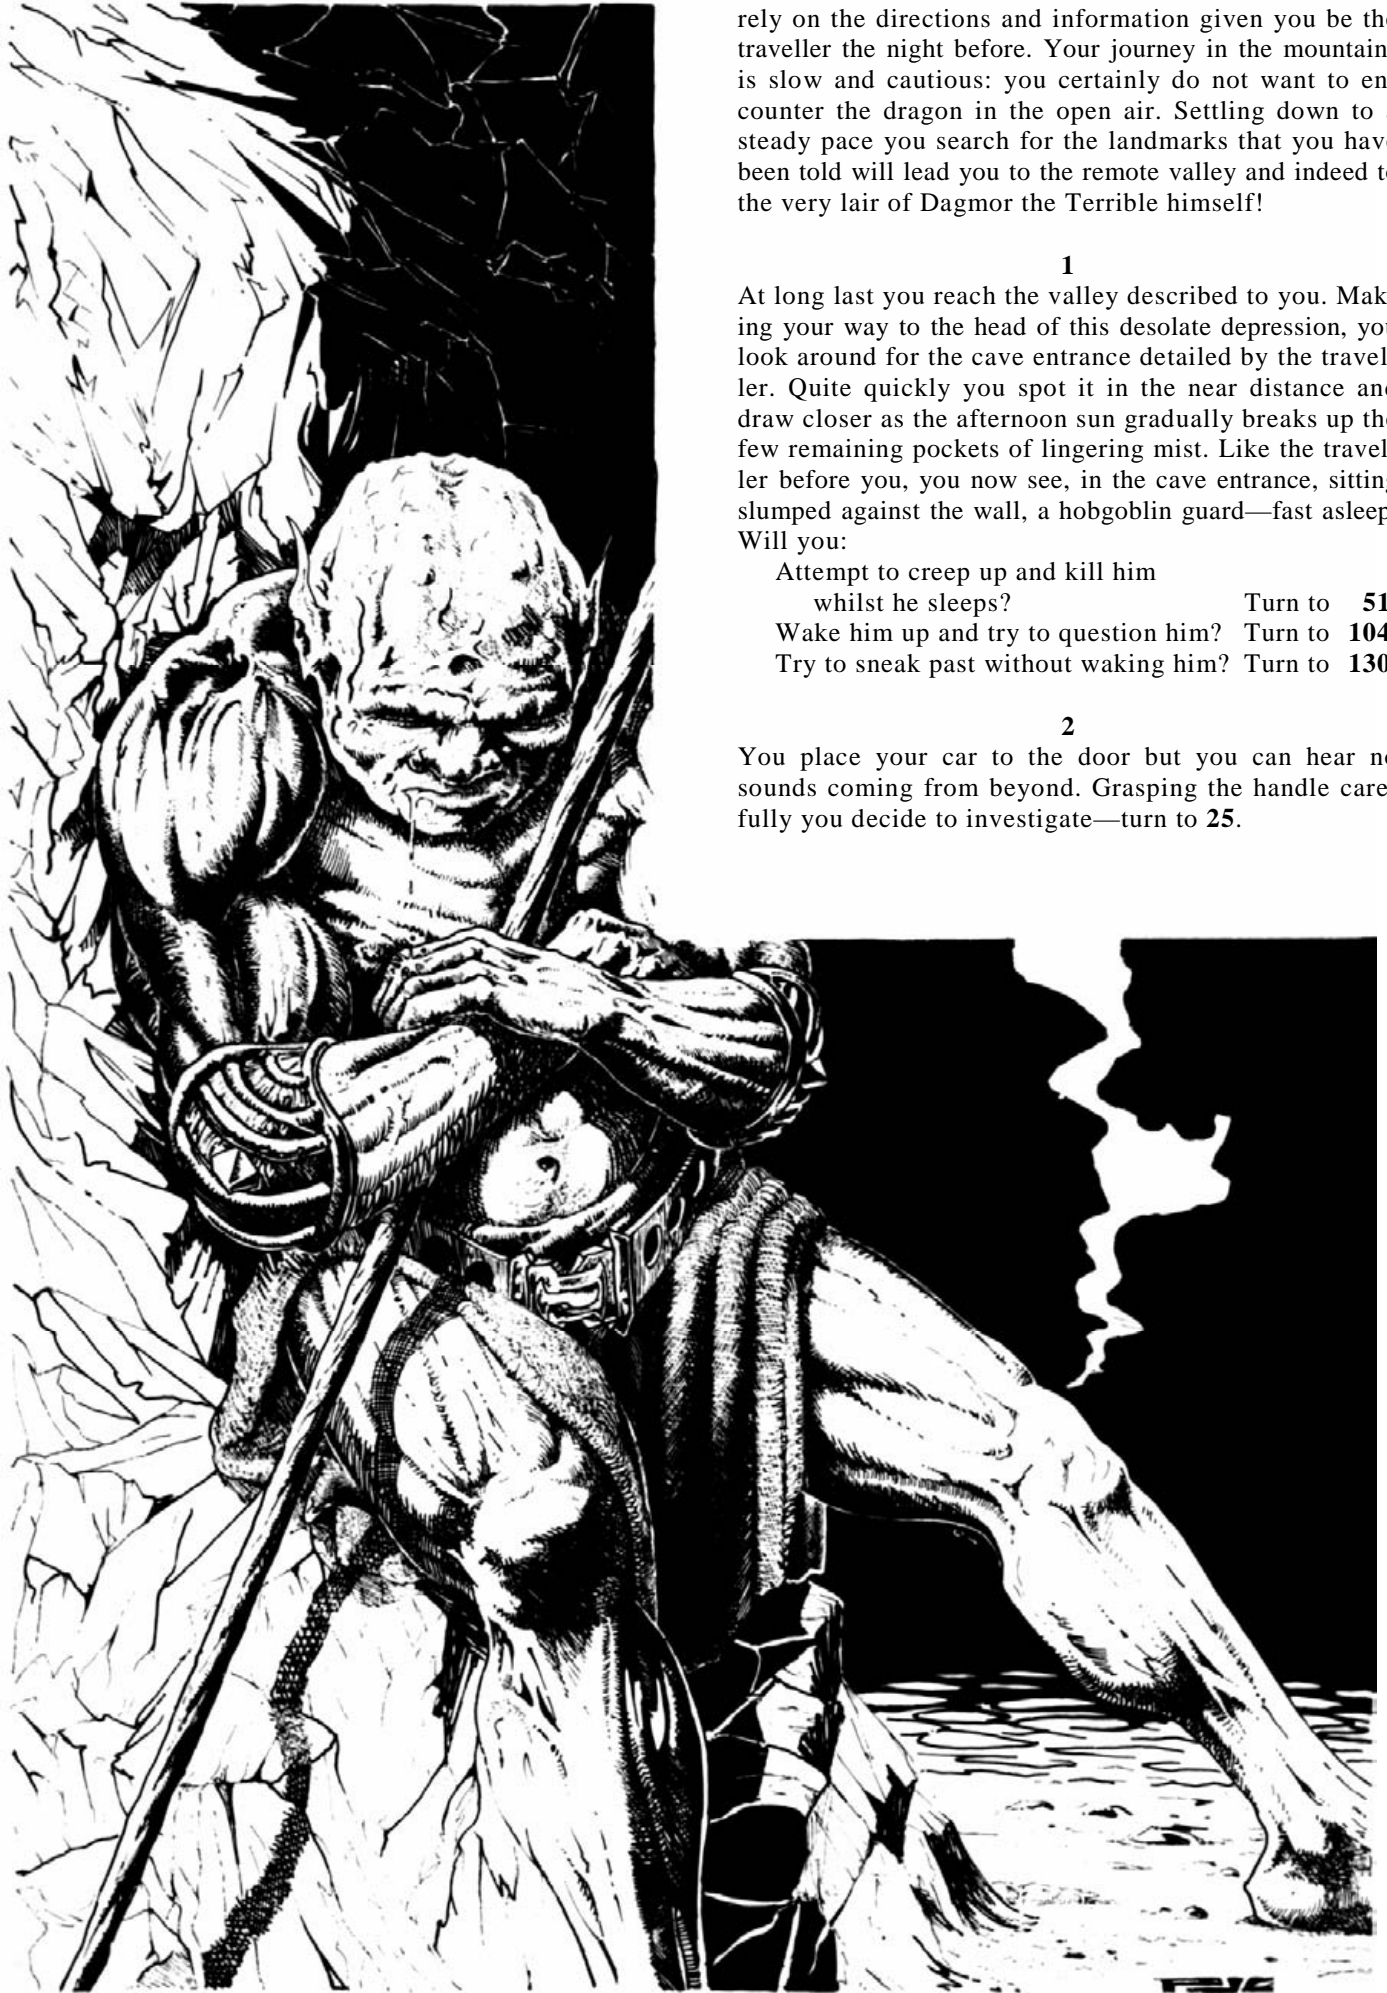 rely on the directions and information given you be the
traveller the night before. Your journey in the mountain
is slow and cautious: you certainly do not want to en
counter the dragon in the open air. Settling down to
steady pace you search for the landmarks that you have
been told will lead you to the remote valley and indeed to
the very lair of Dagmor the Terrible himself!
1
At long last you reach the valley described to you. Mak
ing your way to the head of this desolate depression, you
look around for the cave entrance detailed by the travel
ler. Quite quickly you spot it in the near distance and
draw closer as the afternoon sun gradually breaks up the
few remaining pockets of lingering mist. Like the travel
ler before you, you now see, in the cave entrance, sitting
slumped against the wall, a hobgoblin guard—fast asleep
Will you:
Attempt to creep up and kill him
whilst he sleeps? Turn to 51
Wake him up and try to question him? Turn to 104
Try to sneak past without waking him? Turn to 130
2
You place your car to the door but you can hear no
sounds coming from beyond. Grasping the handle care
fully you decide to investigate—turn to 25.